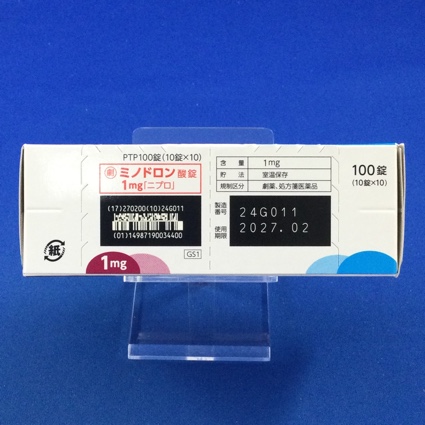 PTP100錠(10錠×10)
劇 ミノドロン酸錠
1mg「ニプロ」
(17)270200(10)24G011
(01)14987190034400
GS1
紙
1mg
含量 1mg
貯法 室温保存
規制区分 劇薬、処方箋医薬品
製造番号 24G011
使用期限 2027.02
100錠
(10錠×10)